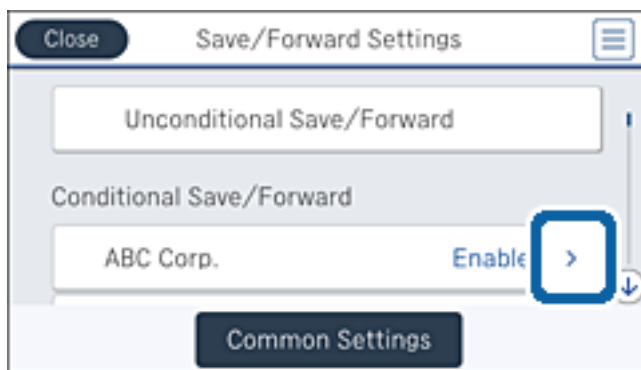 Close Save/Forward Settings
Unconditional Save/Forward
Conditional Save/Forward
ABC Corp. Enable
Common Settings